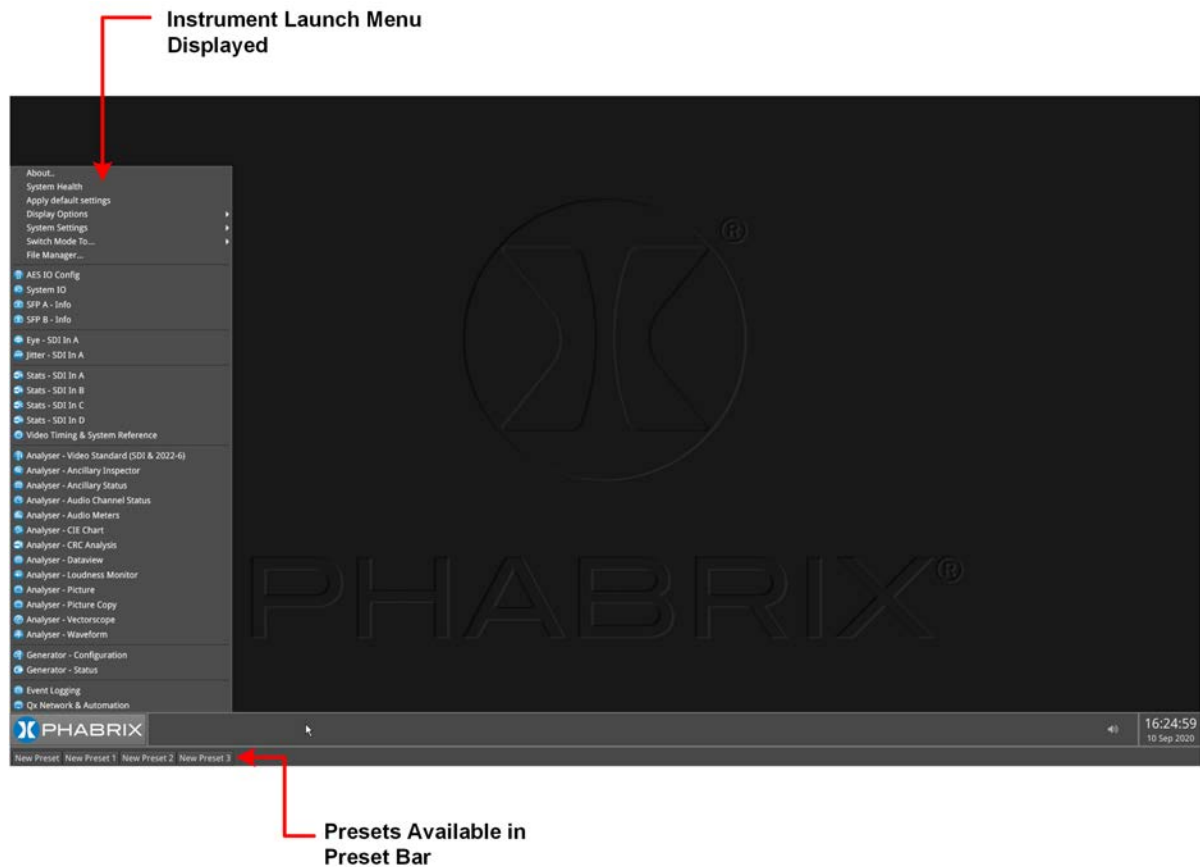 Instrument Launch Menu
Displayed
About..
System Health
Apply default settings
Display Options
System Settings
Switch Mode To...
File Manager...
AES IO Config
System IO
SFP A - Info
SFP B - Info
Eye - SDI In A
Jitter - SDI In A
Stats - SDI In A
Stats - SDI In B
Stats - SDI In C
Stats - SDI In D
Video Timing & System Reference
Analyser - Video Standard (SDI & 2022-6)
Analyser - Ancillary Inspector
Analyser - Ancillary Status
Analyser - Audio Channel Status
Analyser - Audio Meters
Analyser - CIE Chart
Analyser - CRC Analysis
Analyser - Dataview
Analyser - Loudness Monitor
Analyser - Picture
Analyser - Picture Copy
Analyser - Vectorscope
Analyser - Waveform
Generator - Configuration
Generator - Status
Event Logging
Qx Network & Automation
®
PHABRIX®
PHABRIX
16:24:59
10 Sep 2020
New Preset New Preset 1 New Preset 2 New Preset 3
Presets Available in
Preset Bar